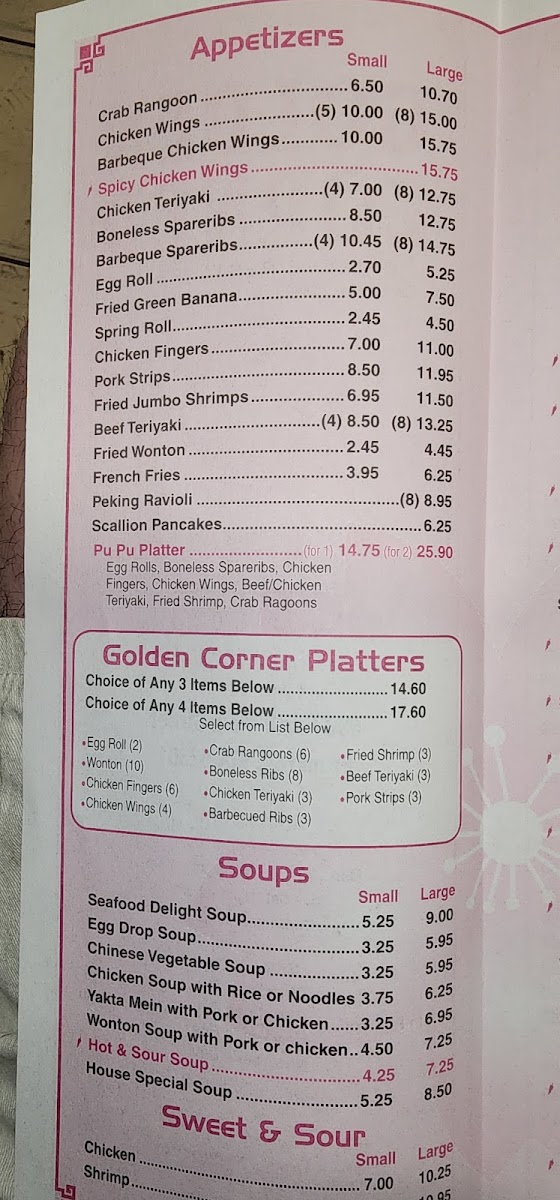 Appetizers
Small Large
Crab Rangoon 6.50 10.70
Chicken Wings (5) 10.00 (8) 15.00
Barbeque Chicken Wings 10.00 15.75
Spicy Chicken Wings 15.75
Chicken Teriyaki (4) 7.00 (8) 12.75
Boneless Spareribs 8.50 12.75
Barbeque Spareribs (4) 10.45 (8) 14.75
Egg Roll 2.70 5.25
Fried Green Banana 5.00 7.50
Spring Roll 2.45 4.50
Chicken Fingers 7.00 11.00
Pork Strips 8.50 11.95
Fried Jumbo Shrimps 6.95 11.50
Beef Teriyaki (4) 8.50 (8) 13.25
Fried Wonton 2.45 4.45
French Fries 3.95 6.25
Peking Ravioli (8) 8.95
Scallion Pancakes 6.25
Pu Pu Platter (for 1) 14.75 (for 2) 25.90
Egg Rolls, Boneless Spareribs, Chicken
Fingers, Chicken Wings, Beef/Chicken
Teriyaki, Fried Shrimp, Crab Ragoons
Golden Corner Platters
Choice of Any 3 Items Below 14.60
Choice of Any 4 Items Below 17.60
Select from List Below
•Egg Roll (2)
•Wonton (10)
•Chicken Fingers (6)
•Chicken Wings (4)
•Crab Rangoons (6)
•Boneless Ribs (8)
•Chicken Teriyaki (3)
•Barbecued Ribs (3)
•Fried Shrimp (3)
•Beef Teriyaki (3)
•Pork Strips (3)
Soups
Small Large
Seafood Delight Soup 5.25 9.00
Egg Drop Soup 3.25 5.95
Chinese Vegetable Soup 3.25 5.95
Chicken Soup with Rice or Noodles 3.75 6.25
Yakta Mein with Pork or Chicken 3.25 6.95
Wonton Soup with Pork or chicken 4.50 7.25
Hot & Sour Soup 4.25 7.25
House Special Soup 5.25 8.50
Sweet & Sour
Small Large
Chicken 7.00 10.25
Shrimp